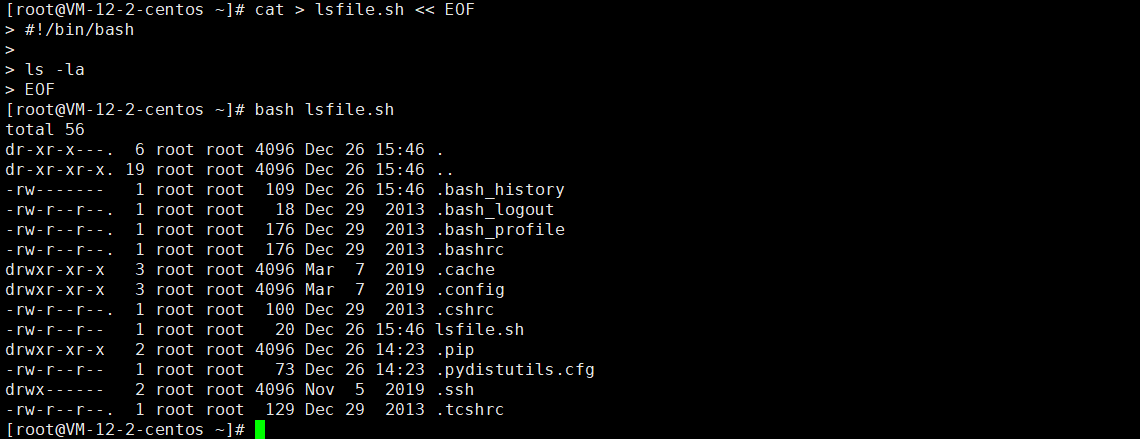 [root@VM-12-2-centos ~]# cat > lsfile.sh << EOF
> #!/bin/bash
>
> ls -la
> EOF
[root@VM-12-2-centos ~]# bash lsfile.sh
total 56
dr-xr-x---.  6 root root 4096 Dec 26 15:46 .
dr-xr-xr-x. 19 root root 4096 Dec 26 15:46 ..
-rw-------   1 root root  109 Dec 26 15:46 .bash_history
-rw-r--r--.  1 root root   18 Dec 29  2013 .bash_logout
-rw-r--r--.  1 root root  176 Dec 29  2013 .bash_profile
-rw-r--r--.  1 root root  176 Dec 29  2013 .bashrc
drwxr-xr-x   3 root root 4096 Mar  7  2019 .cache
drwxr-xr-x   3 root root 4096 Mar  7  2019 .config
-rw-r--r--.  1 root root  100 Dec 29  2013 .cshrc
-rw-r--r--   1 root root   20 Dec 26 15:46 lsfile.sh
drwxr-xr-x   2 root root 4096 Dec 26 14:23 .pip
-rw-r--r--   1 root root   73 Dec 26 14:23 .pydistutils.cfg
drwx------   2 root root 4096 Nov  5  2019 .ssh
-rw-r--r--.  1 root root  129 Dec 29  2013 .tcshrc
[root@VM-12-2-centos ~]#